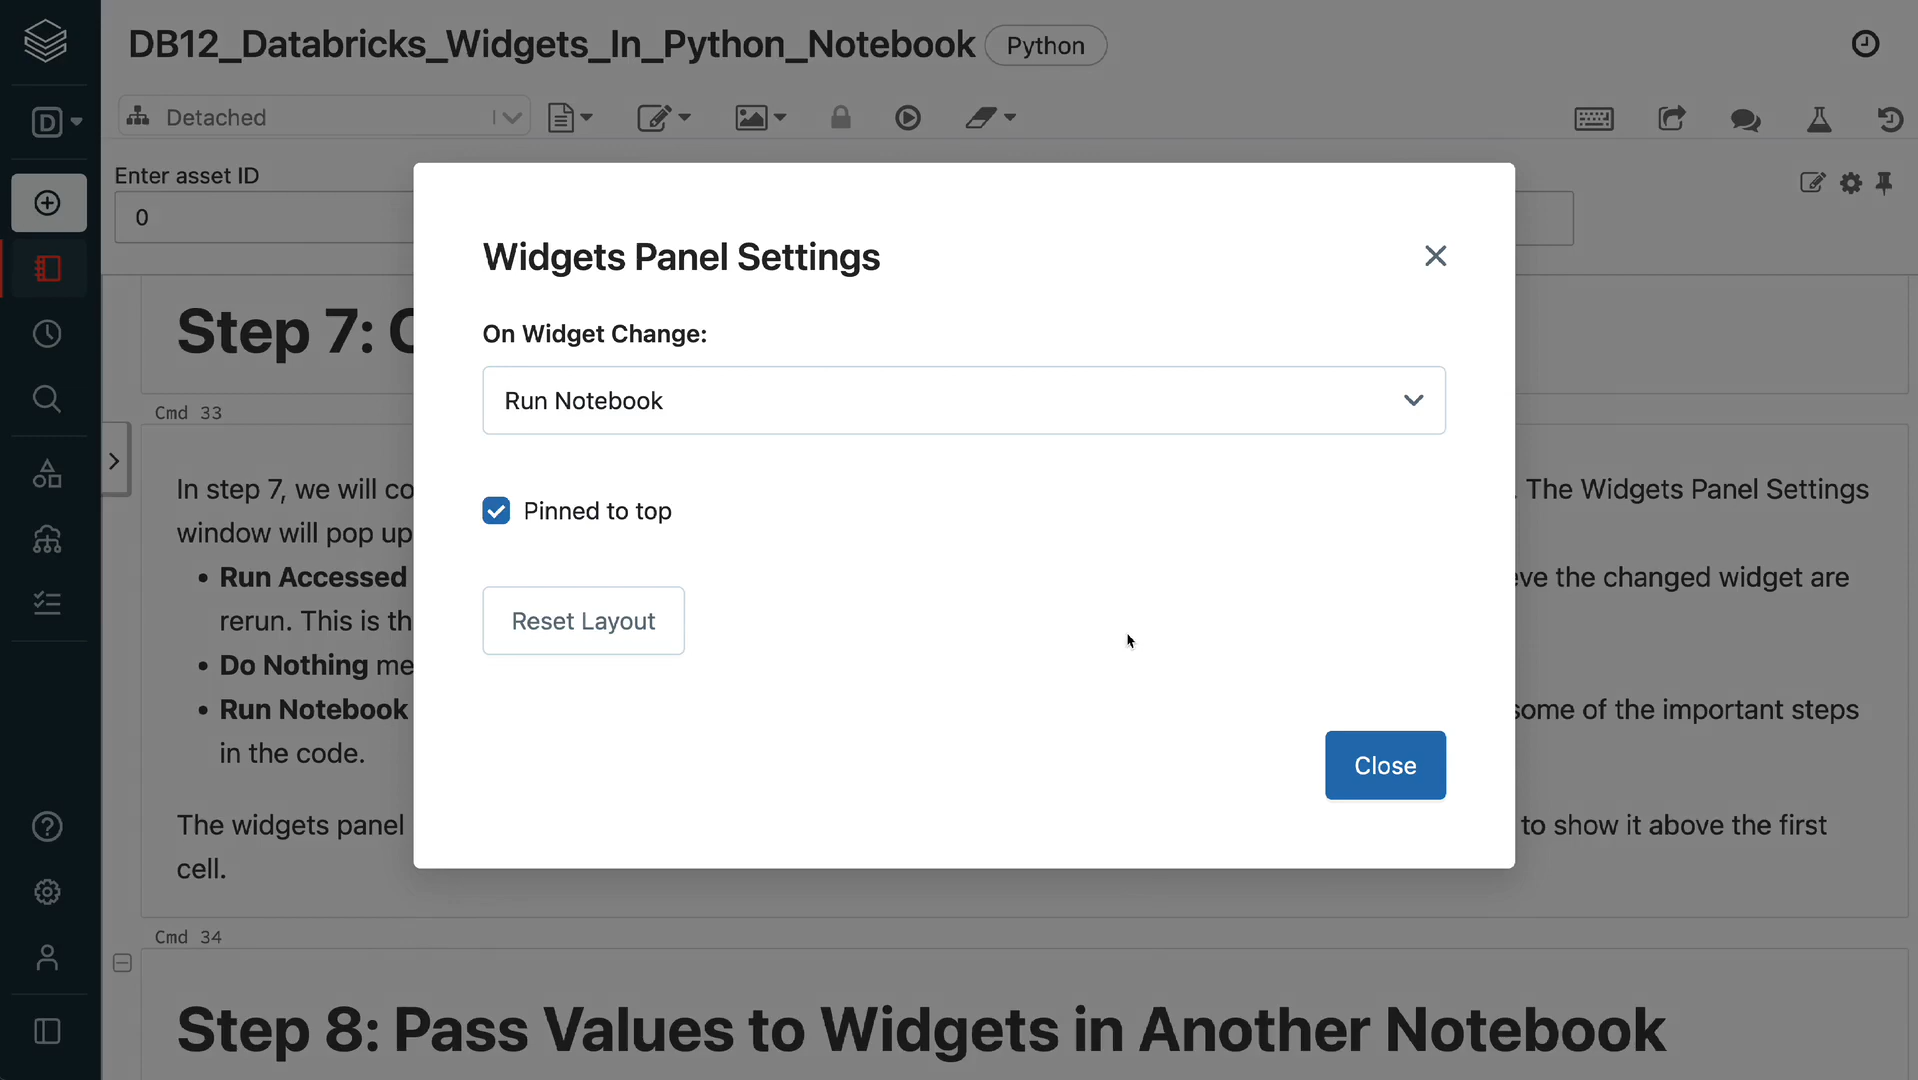 DB12_Databricks_Widgets_In_Python_Notebook Python
D
Detached
Enter asset ID
0
Widgets Panel Settings
On Widget Change:
Run Notebook
Pinned to top
Reset Layout
Close
Step 7:
Cmd 33
In step 7, we will
The Widgets Panel Settings
window will pop up
• Run Accessed
the changed widget are
rerun. This is
• Do Nothing
• Run Notebook
some of the important steps
in the code.
The widgets panel
to show it above the first
cell.
Cmd 34
Step 8: Pass Values to Widgets in Another Notebook